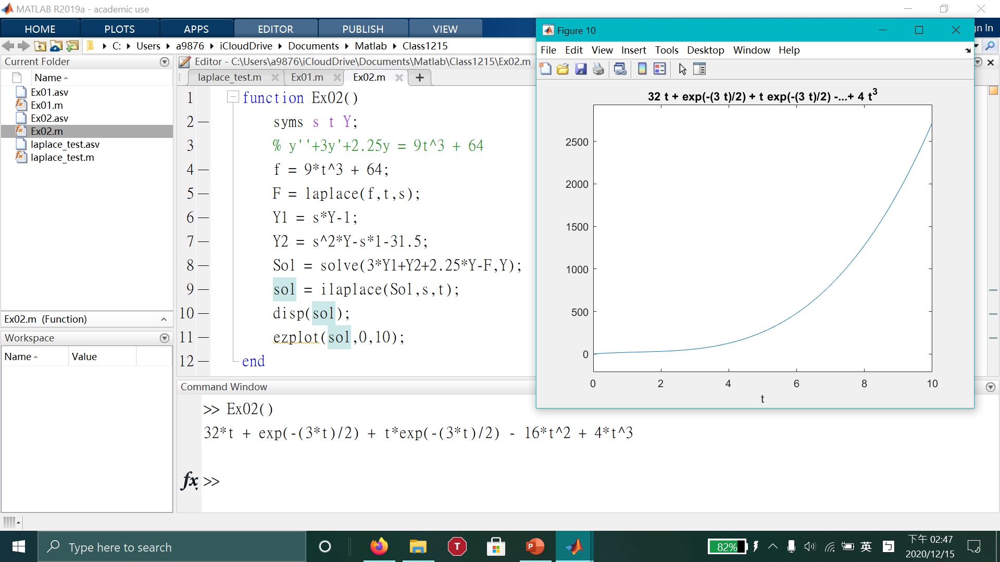 MATLAB R2019a - academic use
HOME PLOTS APPS EDITOR PUBLISH VIEW
C: Users a9876 iCloudDrive Documents Matlab Class1215
Current Folder
Name
Ex01.asv
Ex01.m
Ex02.asv
Ex02.m
laplace_test.asv
laplace_test.m
Ex02.m (Function)
Workspace
Name Value
Editor - C:\Users\a9876\iCloudDrive\Documents\Matlab\Class1215\Ex02.m
laplace_test.m Ex01.m Ex02.m +
1 function Ex02()
2 syms s t Y;
3 % y''+3y'+2.25y = 9t^3 + 64
4 f = 9*t^3 + 64;
5 F = laplace(f,t,s);
6 Y1 = s*Y-1;
7 Y2 = s^2*Y-s*1-31.5;
8 Sol = solve(3*Y1+Y2+2.25*Y-F,Y);
9 sol = ilaplace(Sol,s,t);
10 disp(sol);
11 ezplot(sol,0,10);
12 end
Command Window
>> Ex02()
32*t + exp(-(3*t)/2) + t*exp(-(3*t)/2) - 16*t^2 + 4*t^3
fx >>
Figure 10
File Edit View Insert Tools Desktop Window Help
32 t + exp(-(3 t)/2) + t exp(-(3 t)/2) -...+ 4 t³
2500
2000
1500
1000
500
0
0 2 4 6 8 10
t
n In
Type here to search
T
P
82%
英
ㄅ
下午 02:47
2020/12/15